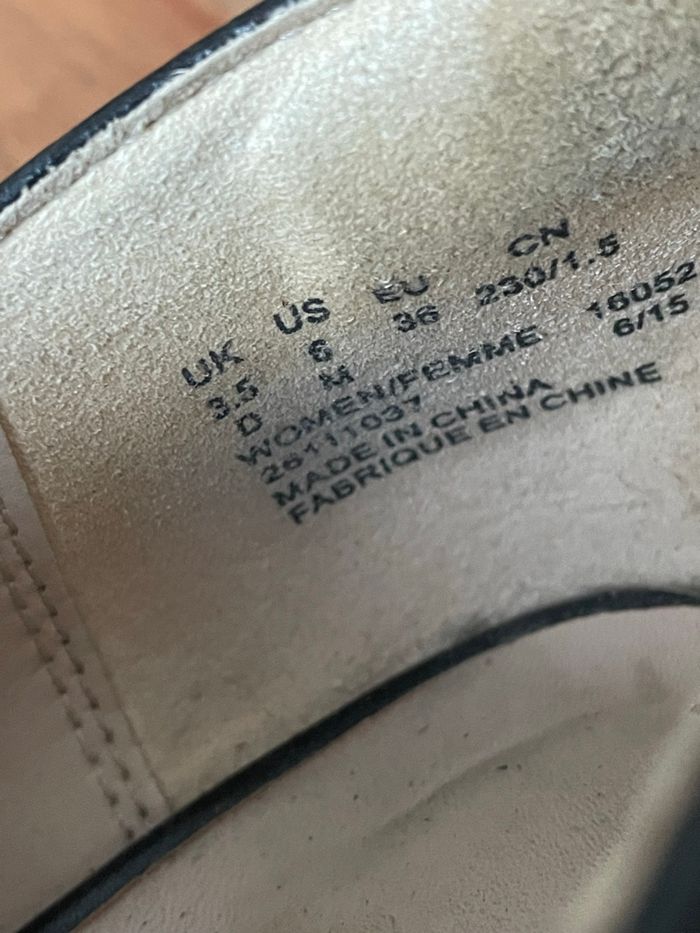 UK US EU CN
3.5 6 36 230/1.5
D M
WOMEN/FEMME 16052
26111037 6/15
MADE IN CHINA
FABRIQUE EN CHINE